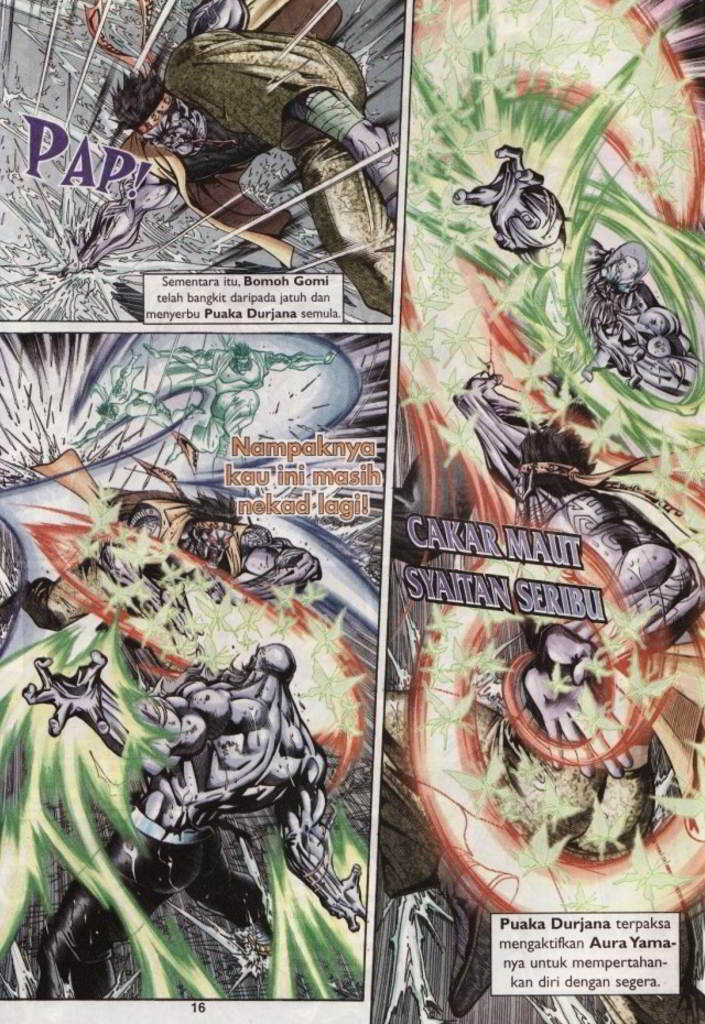 PAP!
Sementara itu, Bomoh Gomi
telah bangkit daripada jatuh dan
menyerbu Puaka Durjana semula.
Nampaknya
kau ini masih
nekad lagi!
CAKAR MAUT
SYAITAN SERIBU
Puaka Durjana terpaksa
mengaktifkan Aura Yama-
nya untuk mempertahan-
kan diri dengan segera.
16